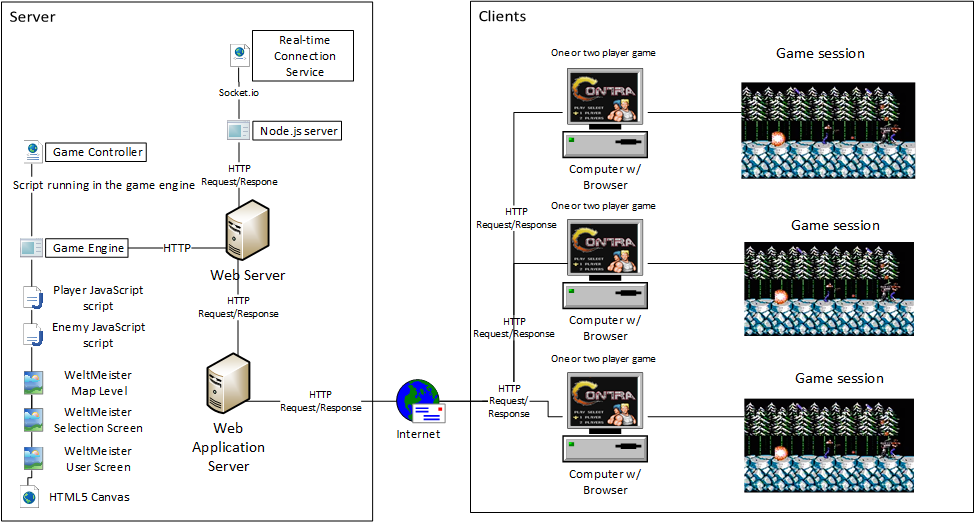 Server
Real-time
Connection
Service
Socket.io
Node.js server
Game Controller
HTTP
Request/Respone
Script running in the game engine
Game Engine
HTTP
Web Server
Player JavaScript
script
HTTP
Request/Response
Enemy JavaScript
script
WeltMeister
Map Level
WeltMeister
Selection Screen
WeltMeister
User Screen
HTML5 Canvas
Web
Application
Server
HTTP
Request/Response
Internet
Clients
One or two player game
Game session
CONTRA
PLAY SELECT
1 PLAYER
2 PLAYERS
Computer w/
Browser
HTTP
Request/Response
One or two player game
Game session
CONTRA
PLAY SELECT
1 PLAYER
2 PLAYERS
Computer w/
Browser
HTTP
Request/Response
One or two player game
Game session
CONTRA
PLAY SELECT
1 PLAYER
2 PLAYERS
HTTP
Request/
Response
Computer w/
Browser